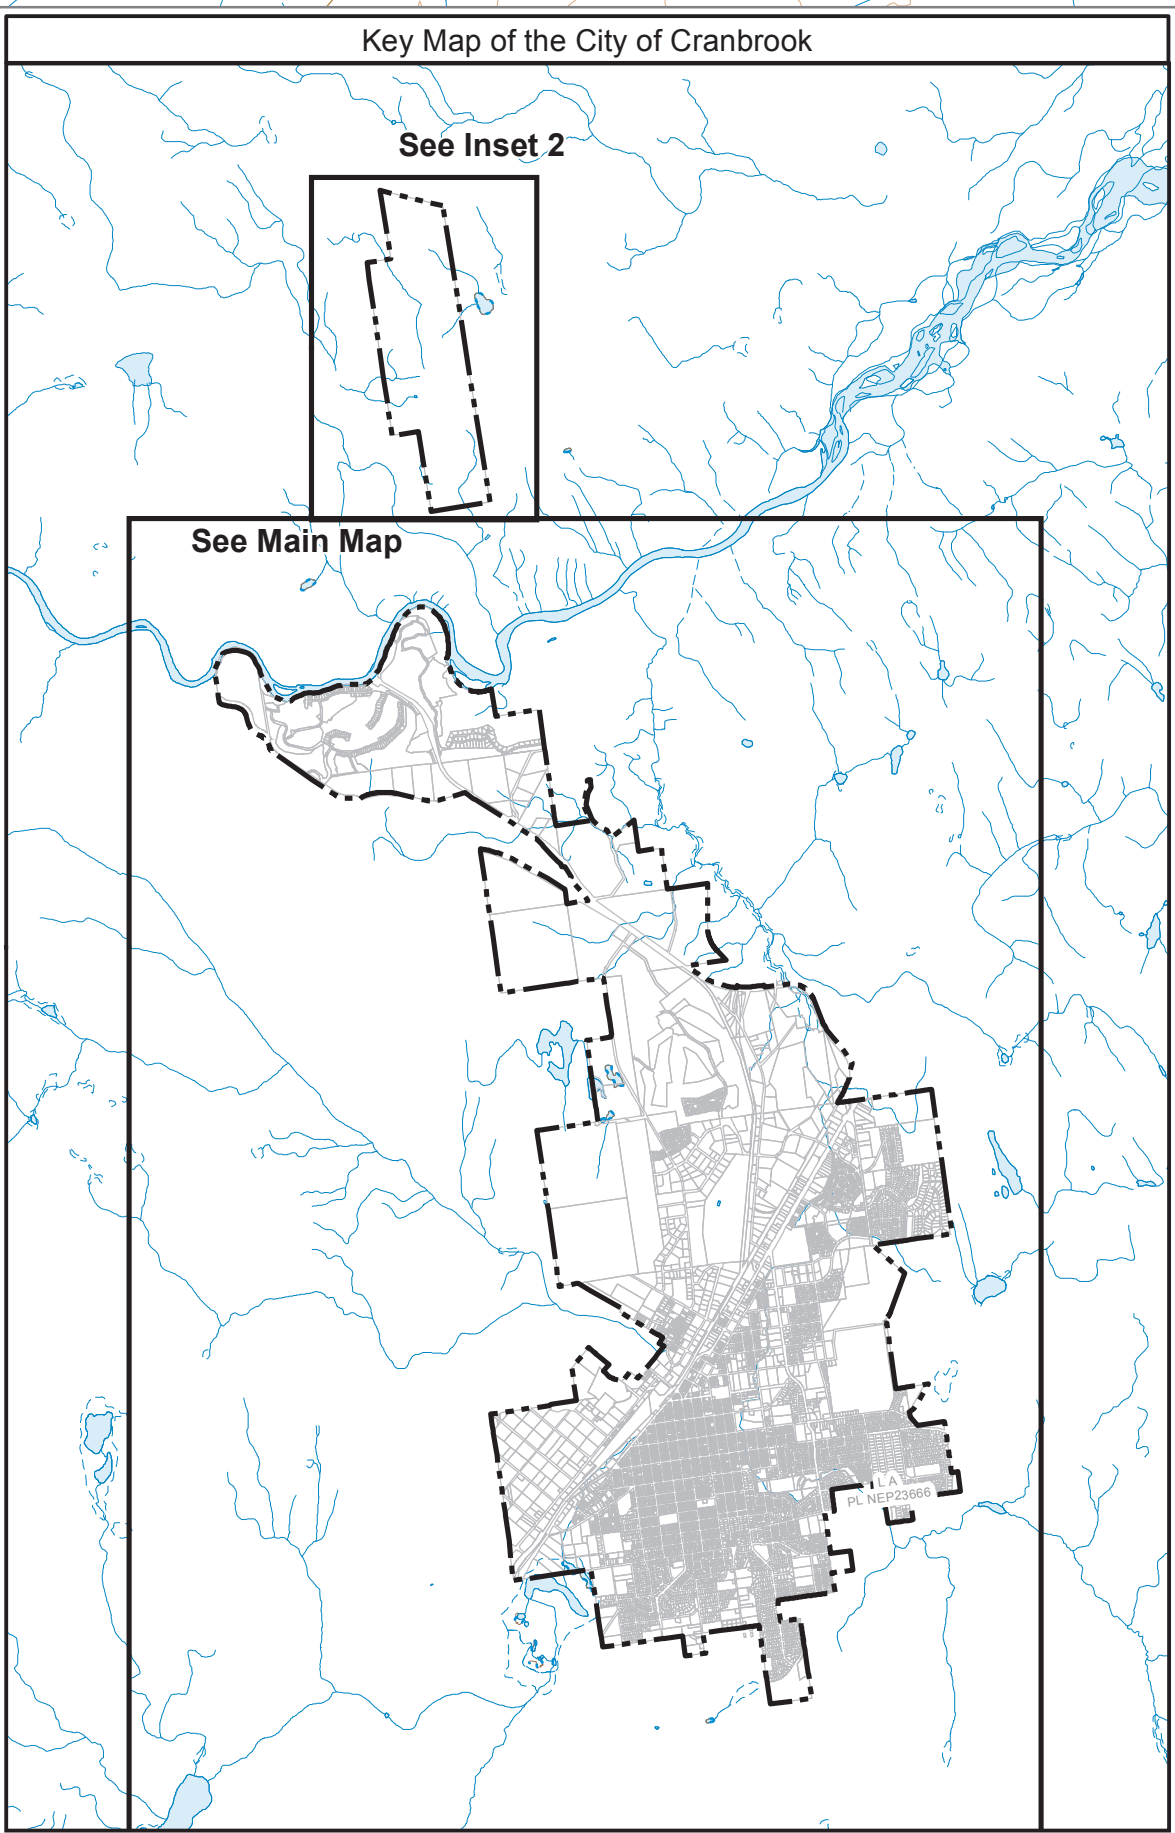 Key Map of the City of Cranbrook
See Inset 2
See Main Map
L A
PL NEP23666